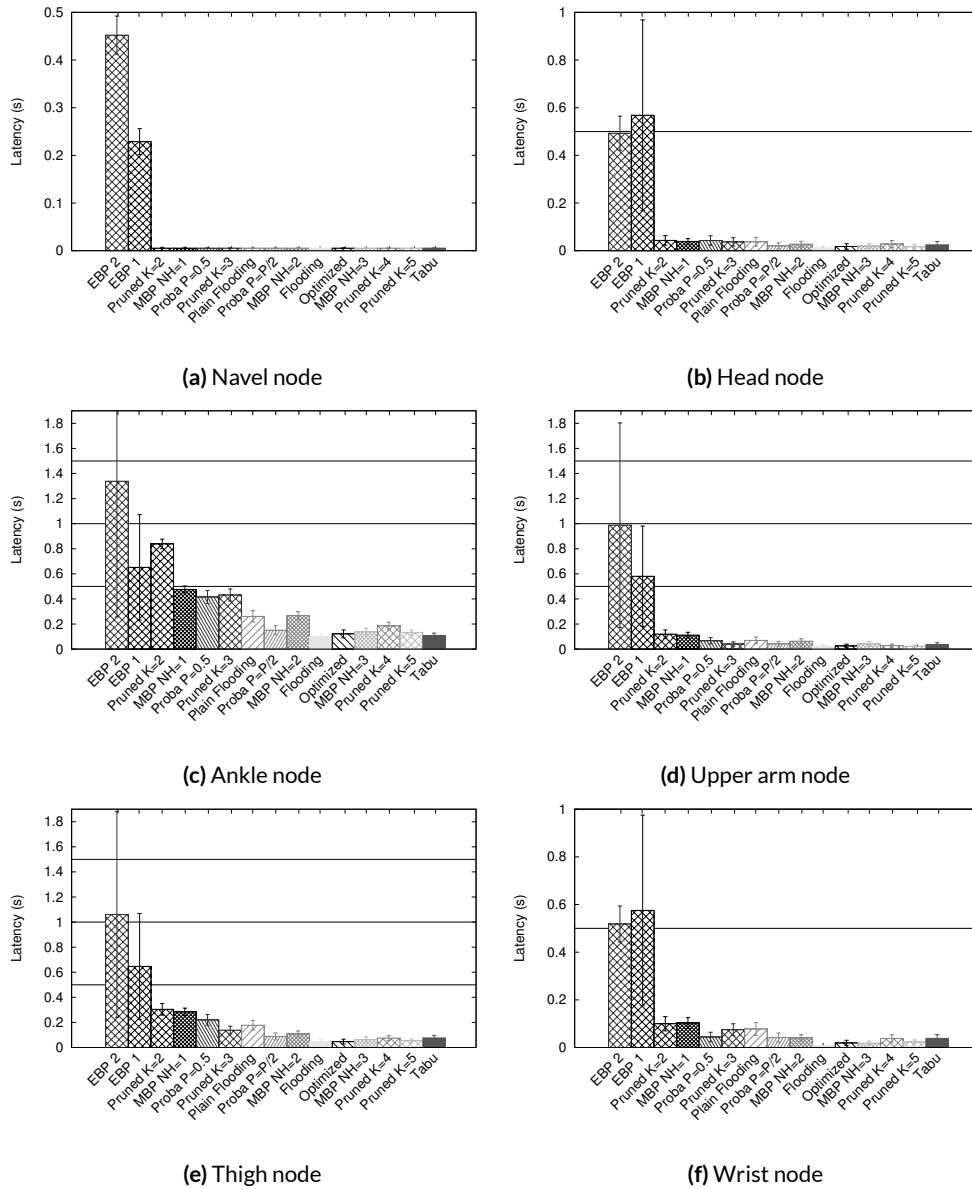 0.5
0.4
0.3
0.2
0.1
0
Latency (s)
EBP 2
EBP 1
Pruned K=2
MBP NH=1
Proba P=0.5
Pruned K=3
Plain Flooding
Proba P=P/2
MBP NH=2
Flooding
Optimized
MBP NH=3
Pruned K=4
Pruned K=5
Tabu
(a) Navel node
1
0.8
0.6
0.4
0.2
0
Latency (s)
EBP 2
EBP 1
Pruned K=2
MBP NH=1
Proba P=0.5
Pruned K=3
Plain Flooding
Proba P=P/2
MBP NH=2
Flooding
Optimized
MBP NH=3
Pruned K=4
Pruned K=5
Tabu
(b) Head node
1.8
1.6
1.4
1.2
1
0.8
0.6
0.4
0.2
0
Latency (s)
EBP 2
EBP 1
Pruned K=2
MBP NH=1
Proba P=0.5
Pruned K=3
Plain Flooding
Proba P=P/2
MBP NH=2
Flooding
Optimized
MBP NH=3
Pruned K=4
Pruned K=5
Tabu
(c) Ankle node
1.8
1.6
1.4
1.2
1
0.8
0.6
0.4
0.2
0
Latency (s)
EBP 2
EBP 1
Pruned K=2
MBP NH=1
Proba P=0.5
Pruned K=3
Plain Flooding
Proba P=P/2
MBP NH=2
Flooding
Optimized
MBP NH=3
Pruned K=4
Pruned K=5
Tabu
(d) Upper arm node
1.8
1.6
1.4
1.2
1
0.8
0.6
0.4
0.2
0
Latency (s)
EBP 2
EBP 1
Pruned K=2
MBP NH=1
Proba P=0.5
Pruned K=3
Plain Flooding
Proba P=P/2
MBP NH=2
Flooding
Optimized
MBP NH=3
Pruned K=4
Pruned K=5
Tabu
(e) Thigh node
1
0.8
0.6
0.4
0.2
0
Latency (s)
EBP 2
EBP 1
Pruned K=2
MBP NH=1
Proba P=0.5
Pruned K=3
Plain Flooding
Proba P=P/2
MBP NH=2
Flooding
Optimized
MBP NH=3
Pruned K=4
Pruned K=5
Tabu
(f) Wrist node